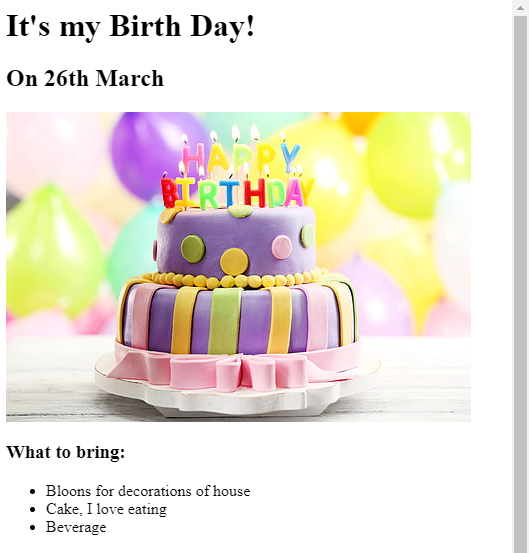 It's my Birth Day!
On 26th March
HAPPY
BIRTHDAY
What to bring:
Bloons for decorations of house
Cake, I love eating
Beverage